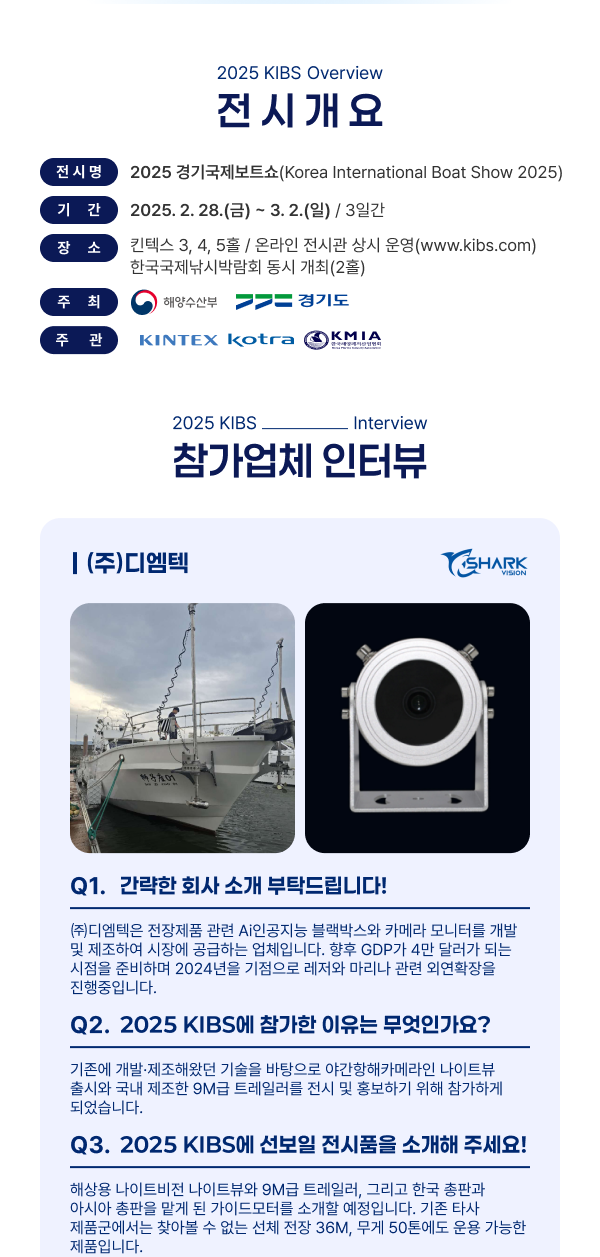 2025 KIBS Overview
전시개요
전시명 2025 경기국제보트쇼(Korea International Boat Show 2025)
기 간 2025. 2. 28.(금) ~ 3. 2.(일) / 3일간
장 소 킨텍스 3, 4, 5홀 / 온라인 전시관 상시 운영(www.kibs.com)
한국국제낚시박람회 동시 개최(2홀)
주 최 해양수산부 경기도
주 관 KINTEX kotra KMIA
2025 KIBS Interview
참가업체 인터뷰
(주)디엠텍
SHARK
VISION
Q1. 간략한 회사 소개 부탁드립니다!
㈜디엠텍은 전장제품 관련 Ai인공지능 블랙박스와 카메라 모니터를 개발
및 제조하여 시장에 공급하는 업체입니다. 향후 GDP가 4만 달러가 되는
시점을 준비하며 2024년을 기점으로 레저와 마리나 관련 외연확장을
진행중입니다.
Q2. 2025 KIBS에 참가한 이유는 무엇인가요?
기존에 개발·제조해왔던 기술을 바탕으로 야간항해카메라인 나이트뷰
출시와 국내 제조한 9M급 트레일러를 전시 및 홍보하기 위해 참가하게
되었습니다.
Q3. 2025 KIBS에 선보일 전시품을 소개해 주세요!
해상용 나이트비전 나이트뷰와 9M급 트레일러, 그리고 한국 총판과
아시아 총판을 맡게 된 가이드모터를 소개할 예정입니다. 기존 타사
제품군에서는 찾아볼 수 없는 선체 전장 36M, 무게 50톤에도 운용 가능한
제품입니다.